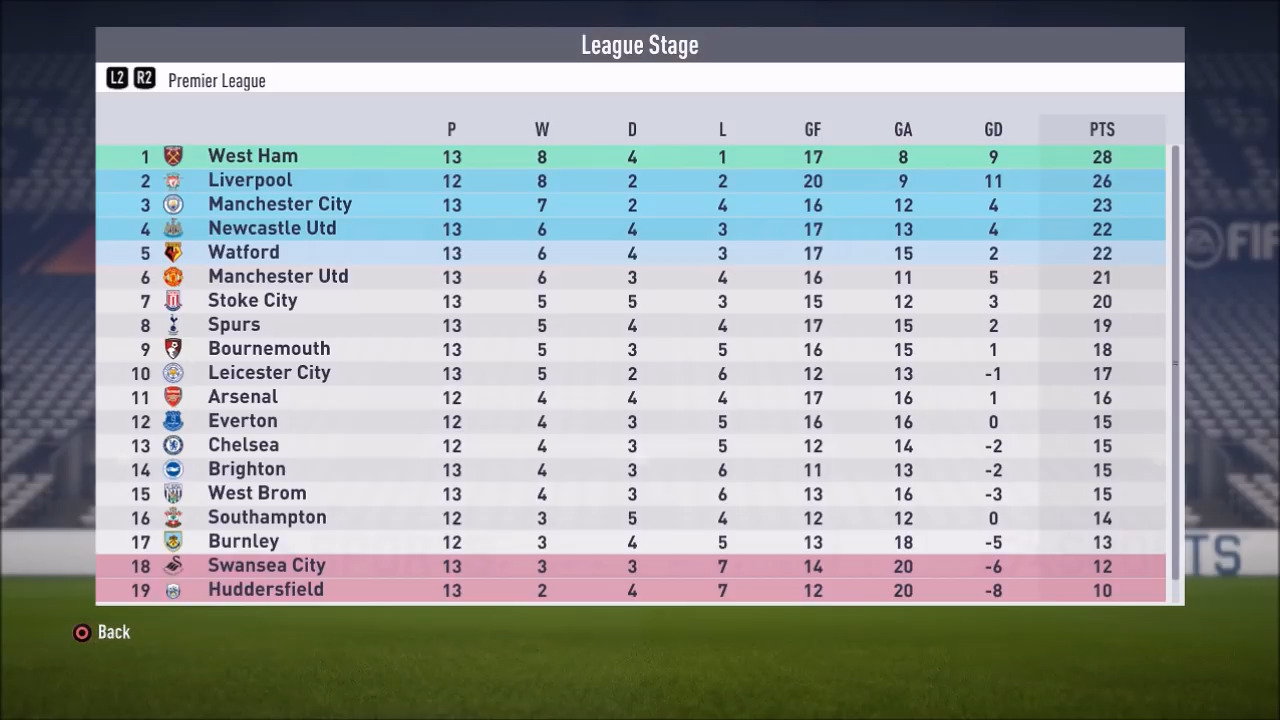 League Stage
L2 R2 Premier League
P W D L GF GA GD PTS
1 West Ham 13 8 4 1 17 8 9 28
2 Liverpool 12 8 2 2 20 9 11 26
3 Manchester City 13 7 2 4 16 12 4 23
4 Newcastle Utd 13 6 4 3 17 13 4 22
5 Watford 13 6 4 3 17 15 2 22
6 Manchester Utd 13 6 3 4 16 11 5 21
7 Stoke City 13 5 5 3 15 12 3 20
8 Spurs 13 5 4 4 17 15 2 19
9 Bournemouth 13 5 3 5 16 15 1 18
10 Leicester City 13 5 2 6 12 13 -1 17
11 Arsenal 12 4 4 4 17 16 1 16
12 Everton 12 4 3 5 16 16 0 15
13 Chelsea 12 4 3 5 12 14 -2 15
14 Brighton 13 4 3 6 11 13 -2 15
15 West Brom 13 4 3 6 13 16 -3 15
16 Southampton 12 3 5 4 12 12 0 14
17 Burnley 12 3 4 5 13 18 -5 13
18 Swansea City 13 3 3 7 14 20 -6 12
19 Huddersfield 13 2 4 7 12 20 -8 10
Back